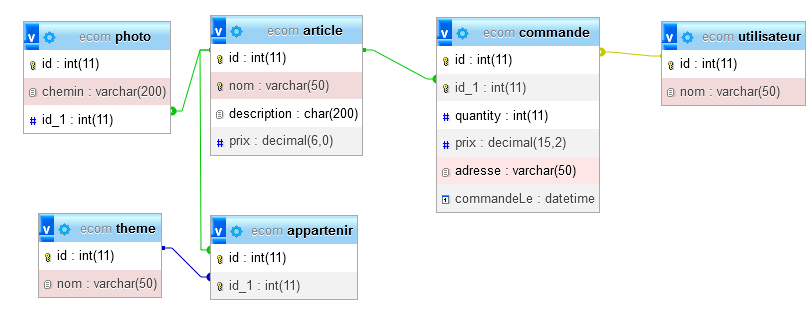 v ecom photo
id : int(11)
chemin : varchar(200)
# id_1 : int(11)
v ecom article
id : int(11)
nom : varchar(50)
description : char(200)
# prix : decimal(6,0)
v ecom commande
id : int(11)
id_1 : int(11)
# quantity : int(11)
# prix : decimal(15,2)
adresse : varchar(50)
commandeLe : datetime
v ecom utilisateur
id : int(11)
nom : varchar(50)
v ecom theme
id : int(11)
nom : varchar(50)
v ecom appartenir
id : int(11)
id_1 : int(11)